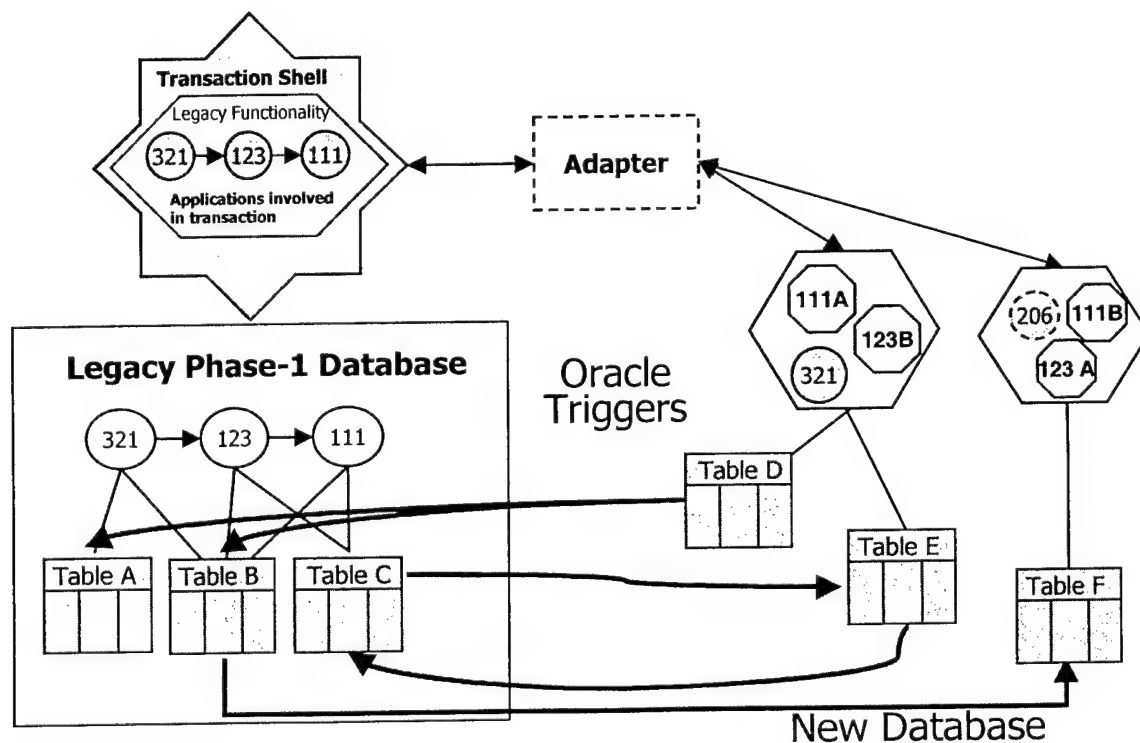 Transaction Shell
Legacy Functionality
321 123 111
Applications involved
in transaction
Adapter
111A
123B
321
206 111B
123 A
Legacy Phase-1 Database
321 123 111
Oracle
Triggers
Table D
Table E
Table A Table B Table C
Table F
New Database